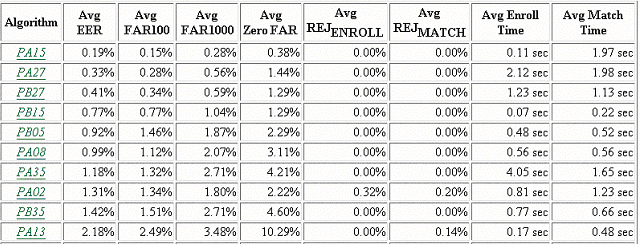 Algorithm Avg EER Avg FAR100 Avg FAR1000 Avg Zero FAR Avg REJENROLL Avg REJMATCH Avg Enroll Time Avg Match Time
PA15 0.19% 0.15% 0.28% 0.38% 0.00% 0.00% 0.11 sec 1.97 sec
PA27 0.33% 0.28% 0.56% 1.44% 0.00% 0.00% 2.12 sec 1.98 sec
PB27 0.41% 0.34% 0.59% 1.29% 0.00% 0.00% 1.23 sec 1.13 sec
PB15 0.77% 0.77% 1.04% 1.29% 0.00% 0.00% 0.07 sec 0.22 sec
PB05 0.92% 1.46% 1.87% 2.29% 0.00% 0.00% 0.48 sec 0.52 sec
PA08 0.99% 1.12% 2.07% 3.11% 0.00% 0.00% 0.56 sec 0.56 sec
PA35 1.18% 1.32% 2.71% 4.21% 0.00% 0.00% 4.05 sec 1.65 sec
PA02 1.31% 1.34% 1.80% 2.22% 0.32% 0.20% 0.81 sec 1.23 sec
PB35 1.42% 1.51% 2.71% 4.60% 0.00% 0.00% 0.77 sec 0.66 sec
PA13 2.18% 2.49% 3.48% 10.29% 0.00% 0.14% 0.17 sec 0.48 sec